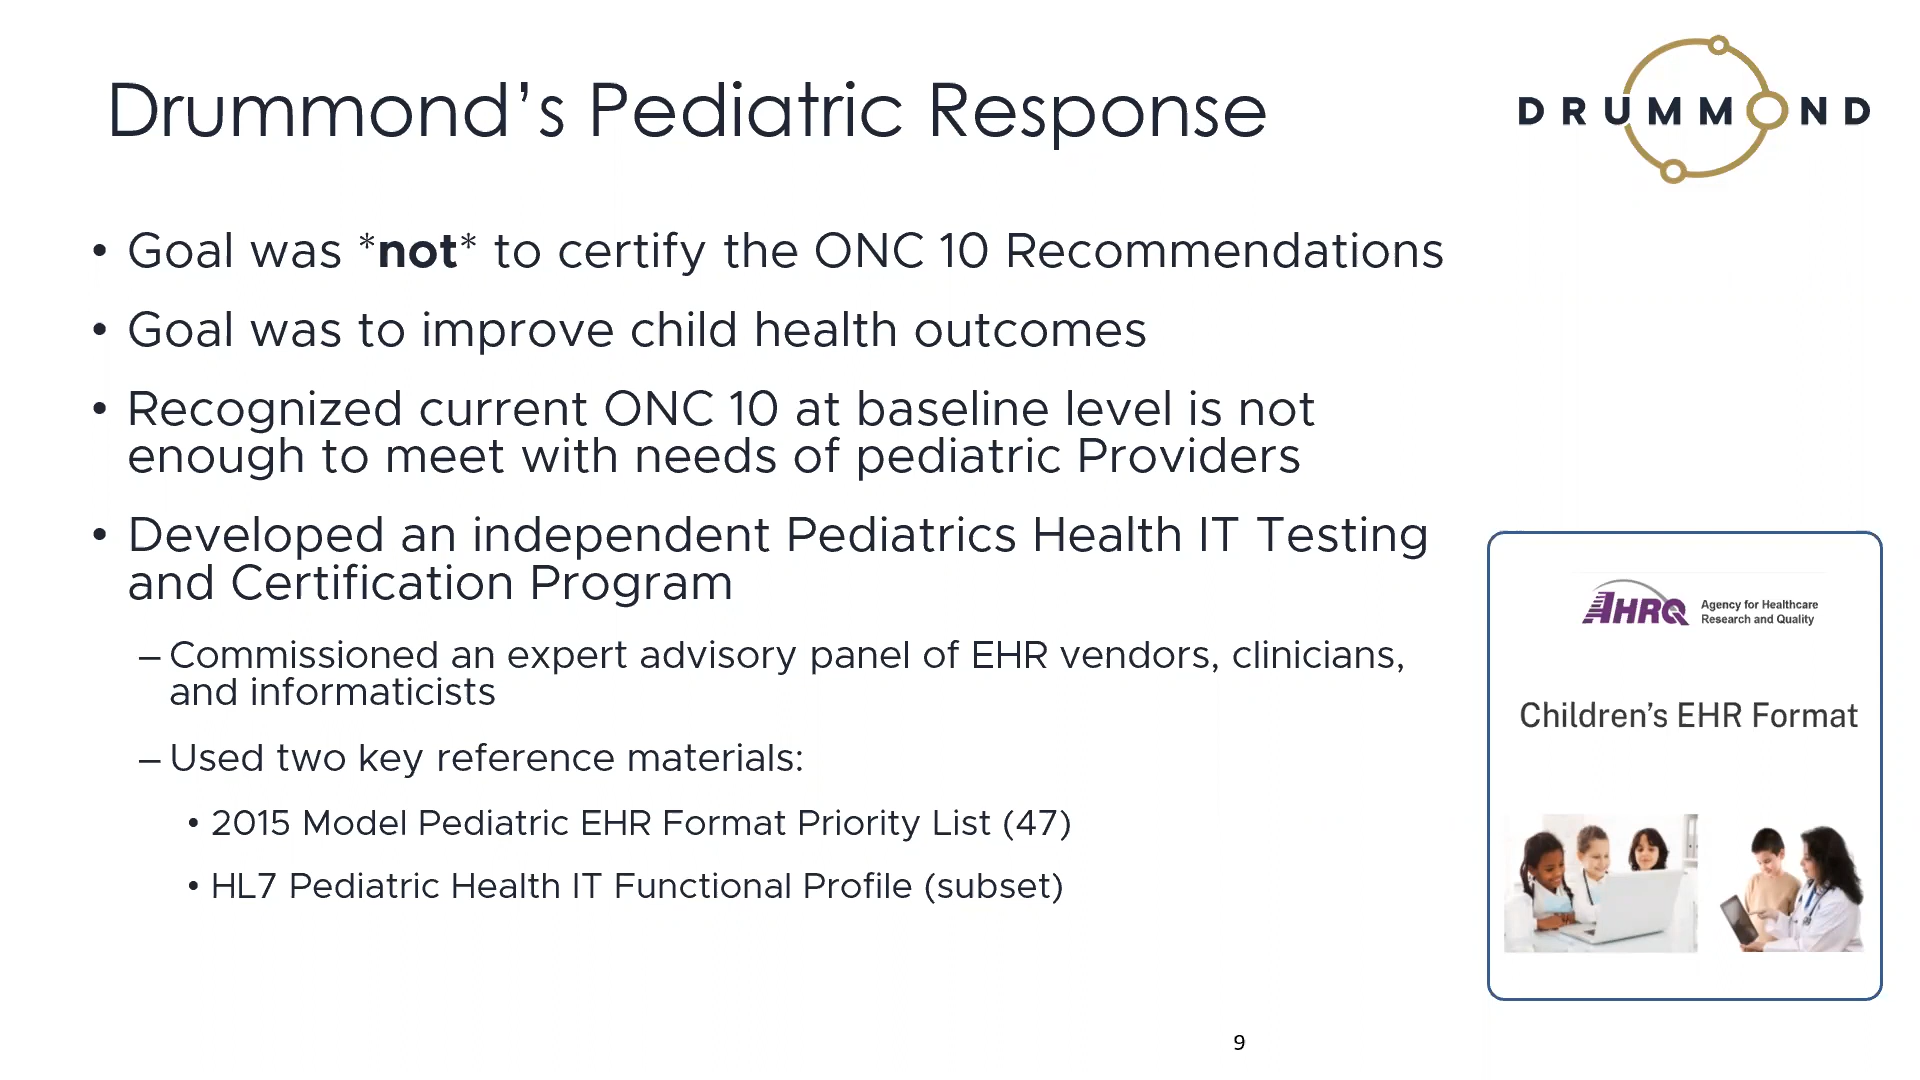 Drummond’s Pediatric Response
DRUMMOND
• Goal was *not* to certify the ONC 10 Recommendations
• Goal was to improve child health outcomes
• Recognized current ONC 10 at baseline level is not
enough to meet with needs of pediatric Providers
• Developed an independent Pediatrics Health IT Testing
and Certification Program
– Commissioned an expert advisory panel of EHR vendors, clinicians,
and informaticists
– Used two key reference materials:
• 2015 Model Pediatric EHR Format Priority List (47)
• HL7 Pediatric Health IT Functional Profile (subset)
AHRQ
Agency for Healthcare
Research and Quality
Children’s EHR Format
9